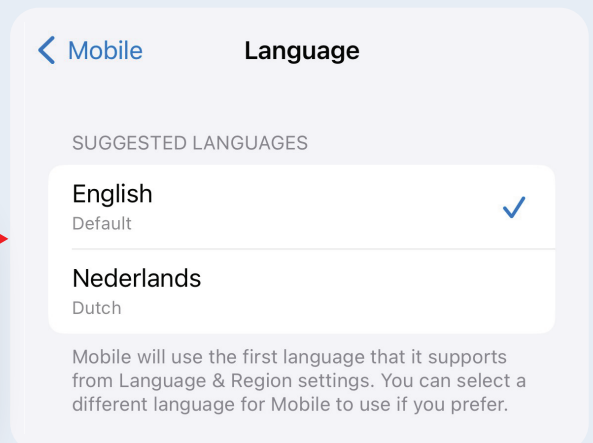 Mobile
Language
SUGGESTED LANGUAGES
English
Default
Nederlands
Dutch
Mobile will use the first language that it supports
from Language & Region settings. You can select a
different language for Mobile to use if you prefer.